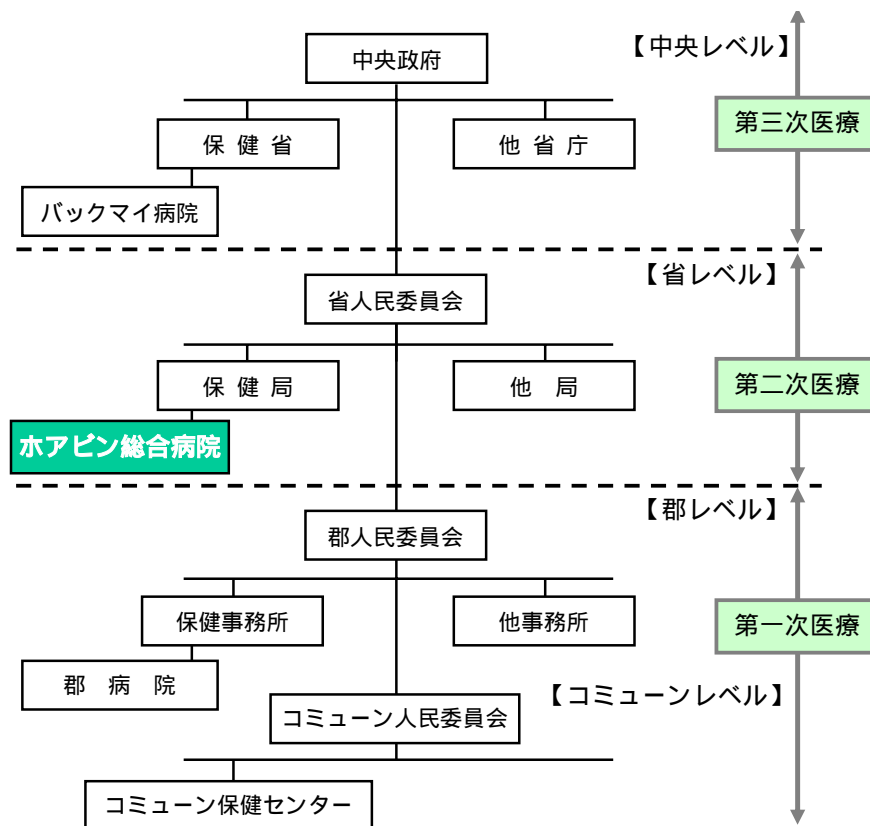 【中央レベル】
中央政府
第三次医療
保 健 省
他 省 庁
バックマイ病院
【省レベル】
省人民委員会
第二次医療
保 健 局
他　局
ホアビン総合病院
【郡レベル】
郡人民委員会
第一次医療
保健事務所
他事務所
郡　病　院
【コミューンレベル】
コミューン人民委員会
コミューン保健センター